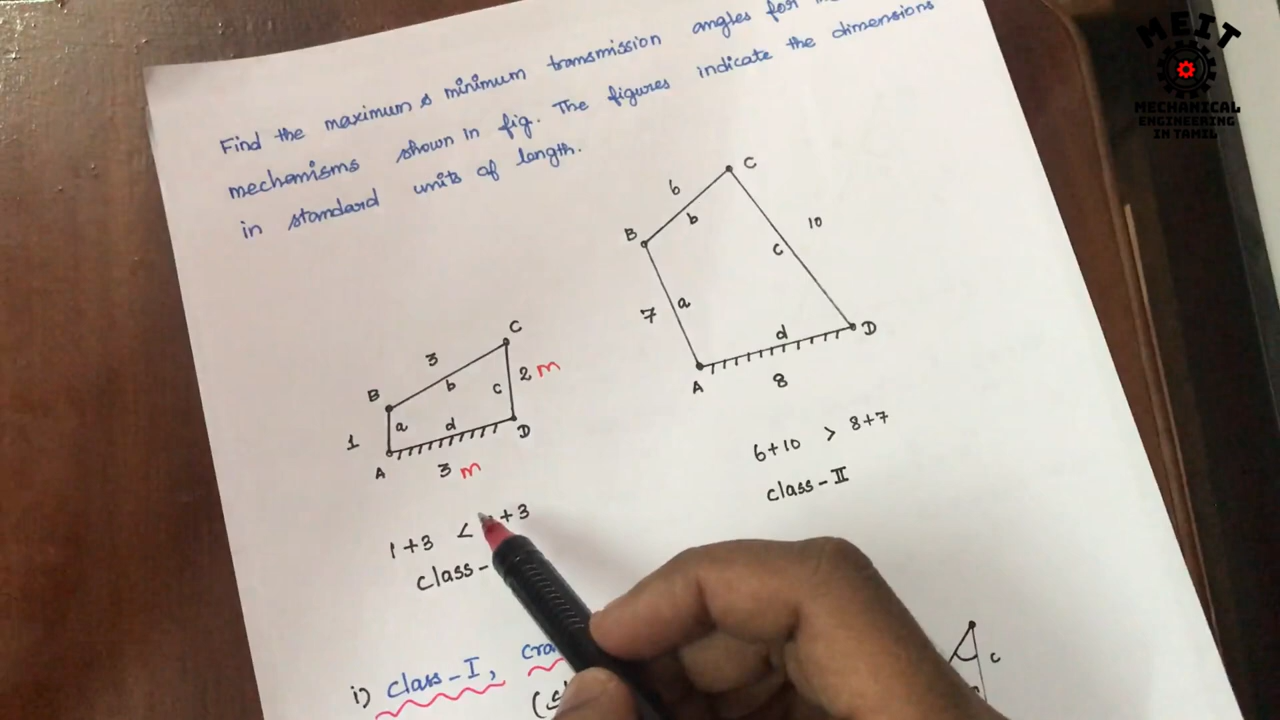 Find the maximum & minimum transmission angles for
mechanisms shown in fig. The figures indicate the dimensions
in standard units of length.
MEIT
MECHANICAL
ENGINEERING
IN TAMIL
C
6
b
B
10
c
a
7
d
D
A
8
C
3
b
B
2 m
c
a
d
1
D
A
3 m
6+10 > 8+7
class-II
1+3 < +3
class-
i) class-I,
c